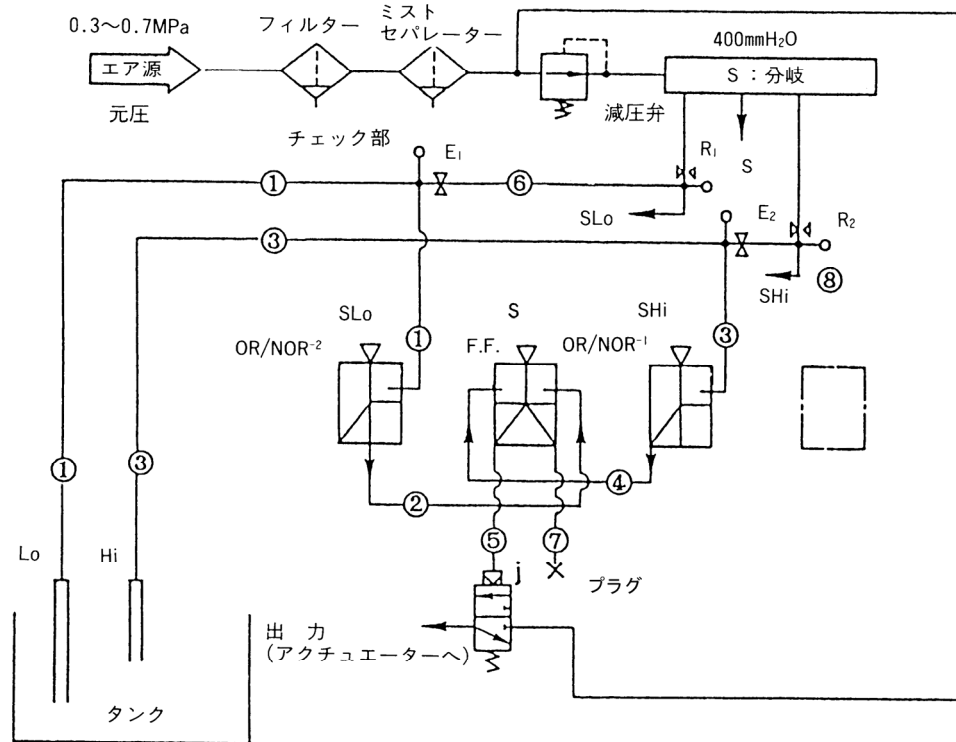 0.3〜0.7MPa
フィルター
ミスト
セパレーター
400mmH₂O
エア源
S：分岐
元圧
減圧弁
チェック部
E₁
R₁
S
①
⑥
SLo
E₂
R₂
③
SHi
⑧
SLo
S
SHi
①
③
OR/NOR⁻²
F.F.
OR/NOR⁻¹
①
③
④
②
⑤
⑦
Lo
Hi
j
プラグ
出 力
(アクチュエーターへ)
タンク